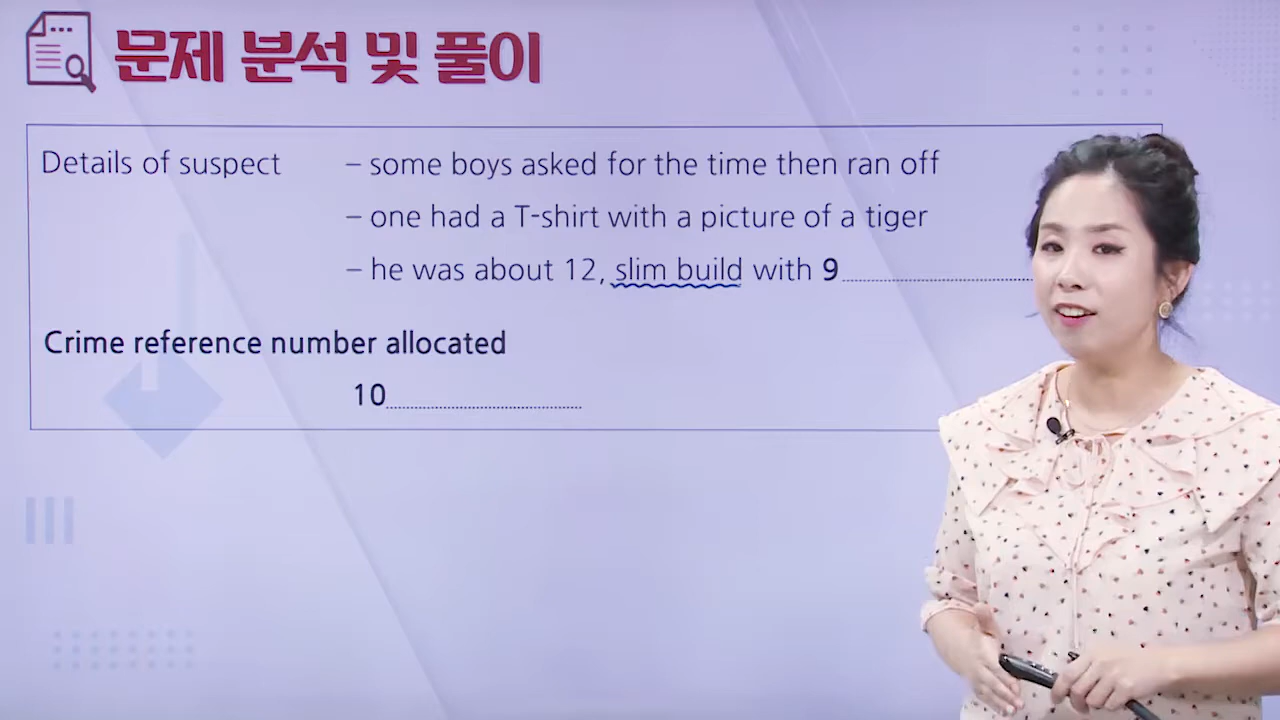 문제 분석 및 풀이
Details of suspect – some boys asked for the time then ran off
– one had a T-shirt with a picture of a tiger
– he was about 12, slim build with 9
Crime reference number allocated
10